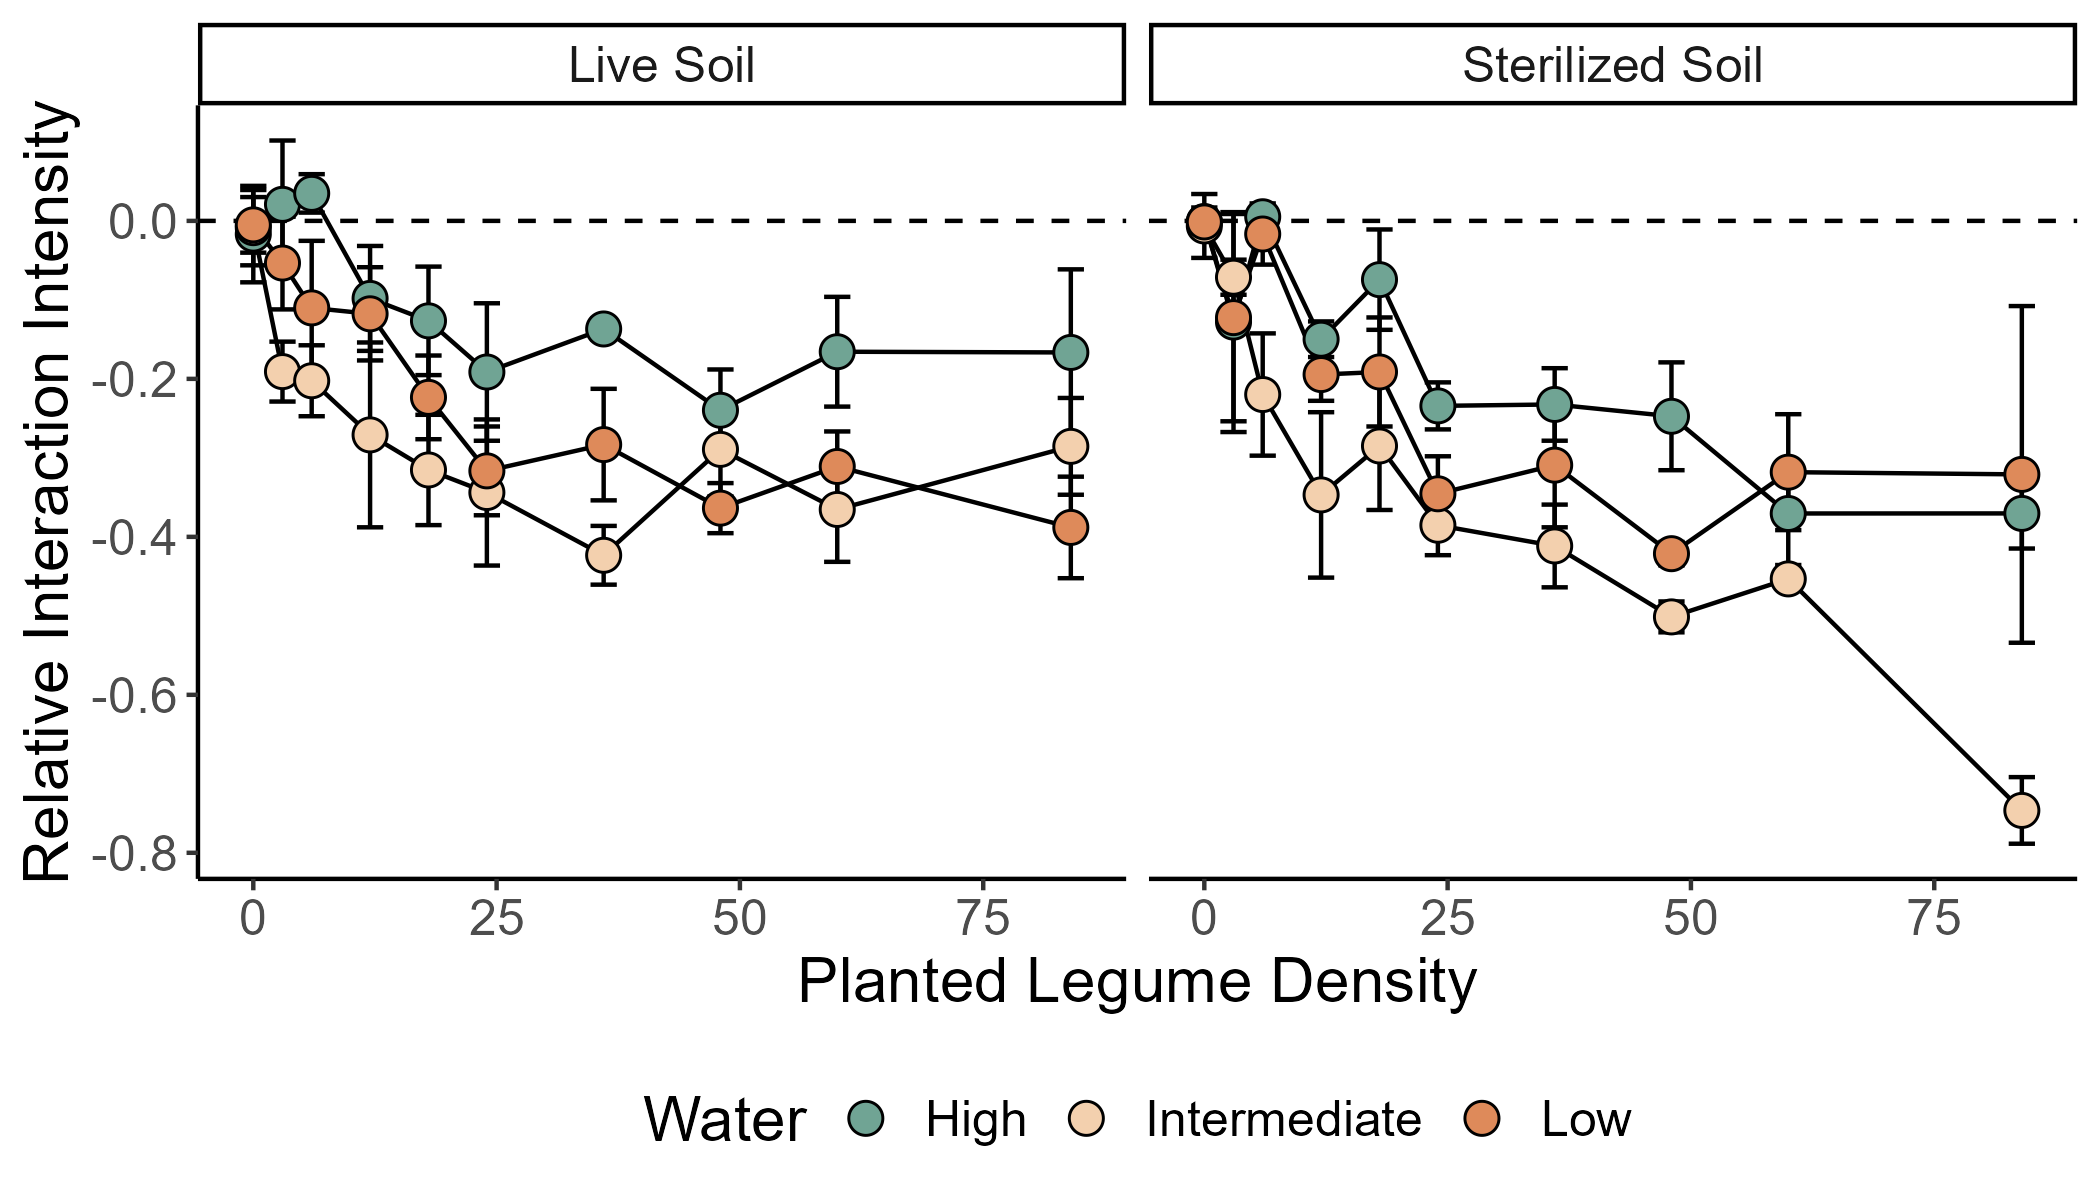 Live Soil
Sterilized Soil
Relative Interaction Intensity
0.0
-0.2
-0.4
-0.6
-0.8
0 25 50 75
0 25 50 75
Planted Legume Density
Water High Intermediate Low